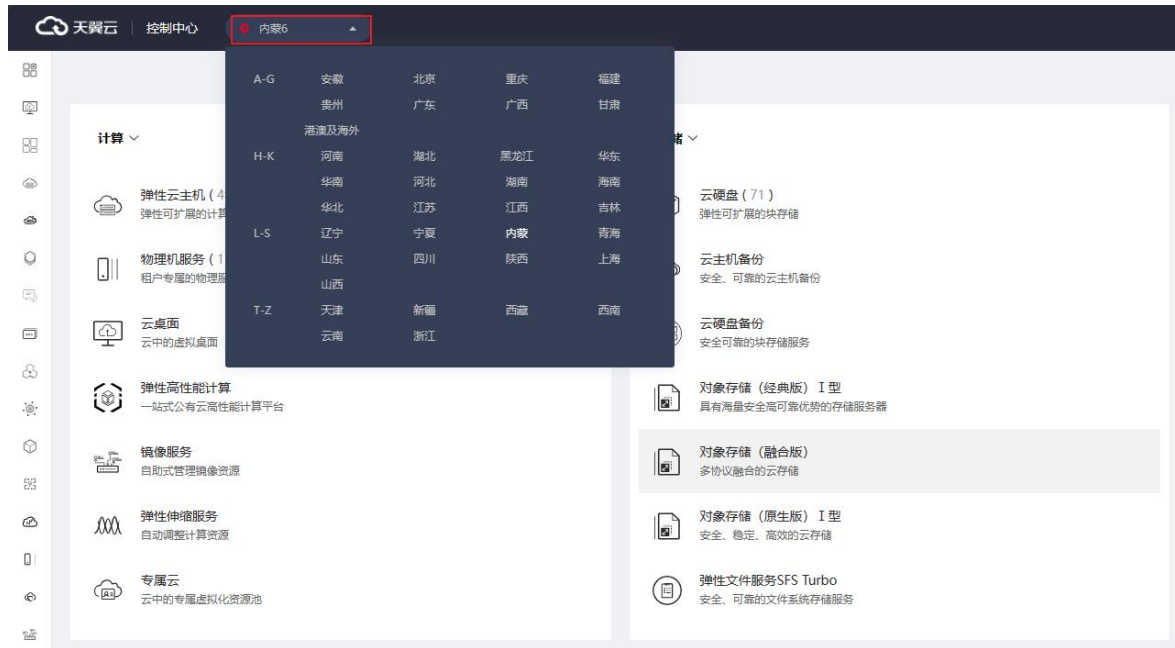 天翼云 控制中心 内蒙6
A-G 安徽 北京 重庆 福建
贵州 广东 广西 甘肃
港澳及海外
H-K 河南 湖北 黑龙江 华东
华南 河北 湖南 海南
华北 江苏 江西 吉林
L-S 辽宁 宁夏 内蒙 青海
山东 四川 陕西 上海
山西
T-Z 天津 新疆 西藏 西南
云南 浙江
计算
弹性云主机 ( 4
弹性可扩展的计算
物理机服务 ( 1
租户专属的物理服
云桌面
云中的虚拟桌面
弹性高性能计算
一站式公有云高性能计算平台
镜像服务
自助式管理镜像资源
弹性伸缩服务
自动调整计算资源
专属云
云中的专属虚拟化资源池
储
云硬盘 ( 71 )
弹性可扩展的块存储
云主机备份
安全、可靠的云主机备份
云硬盘备份
安全可靠的块存储服务
对象存储（经典版）Ｉ型
具有海量安全高可靠优势的存储服务器
对象存储（融合版）
多协议融合的云存储
对象存储（原生版）Ｉ型
安全、稳定、高效的云存储
弹性文件服务SFS Turbo
安全、可靠的文件系统存储服务